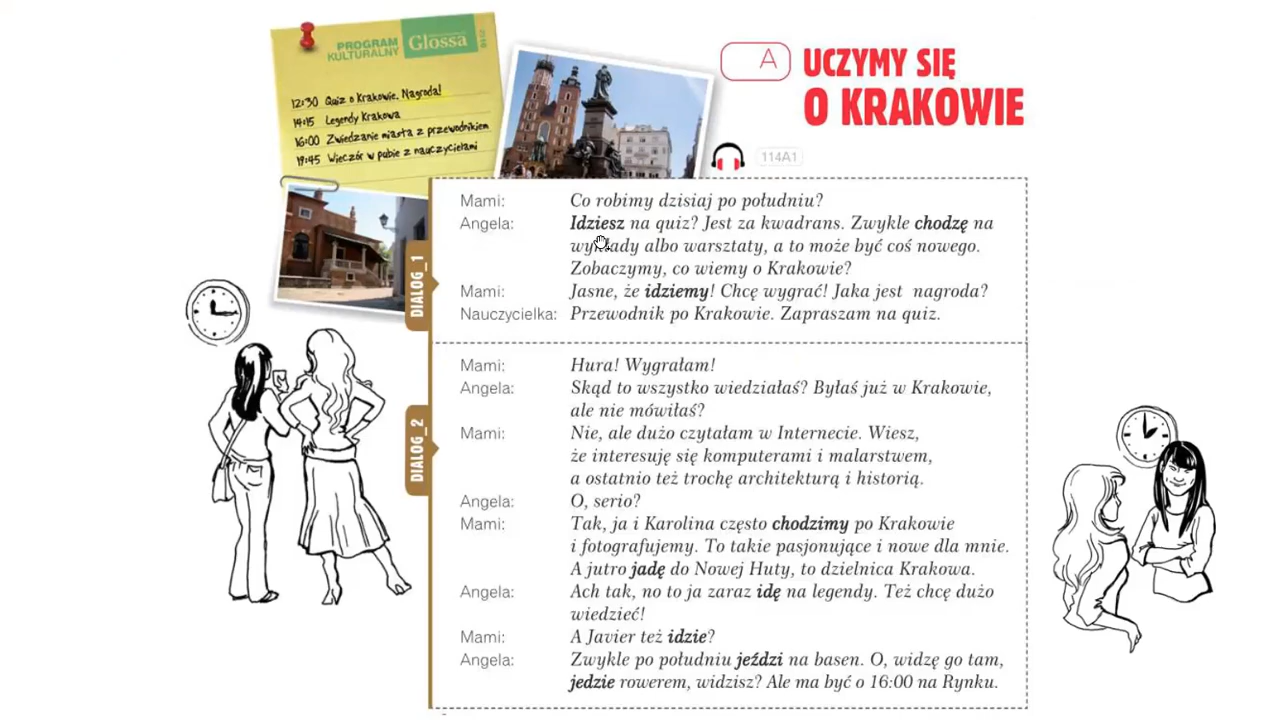 PROGRAM
KULTURALNY
Glossa
12:30 Quiz o Krakowie. Nagroda!
14:15 Legendy Krakowa
16:00 Zwiedzanie miasta z przewodnikiem
19:45 Wieczór w pubie z nauczycielami
A
UCZYMY SIĘ
O KRAKOWIE
114A1
DIALOG_1
Mami: Co robimy dzisiaj po południu?
Angela: Idziesz na quiz? Jest za kwadrans. Zwykle chodzę na
wykłady albo warsztaty, a to może być coś nowego.
Zobaczymy, co wiemy o Krakowie?
Mami: Jasne, że idziemy! Chcę wygrać! Jaka jest nagroda?
Nauczycielka: Przewodnik po Krakowie. Zapraszam na quiz.
DIALOG_2
Mami: Hura! Wygrałam!
Angela: Skąd to wszystko wiedziałaś? Byłaś już w Krakowie,
ale nie mówiłaś?
Mami: Nie, ale dużo czytałam w Internecie. Wiesz,
że interesuję się komputerami i malarstwem,
a ostatnio też trochę architekturą i historią.
Angela: O, serio?
Mami: Tak, ja i Karolina często chodzimy po Krakowie
i fotografujemy. To takie pasjonujące i nowe dla mnie.
A jutro jadę do Nowej Huty, to dzielnica Krakowa.
Angela: Ach tak, no to ja zaraz idę na legendy. Też chcę dużo
wiedzieć!
Mami: A Javier też idzie?
Angela: Zwykle po południu jeździ na basen. O, widzę go tam,
jedzie rowerem, widzisz? Ale ma być o 16:00 na Rynku.